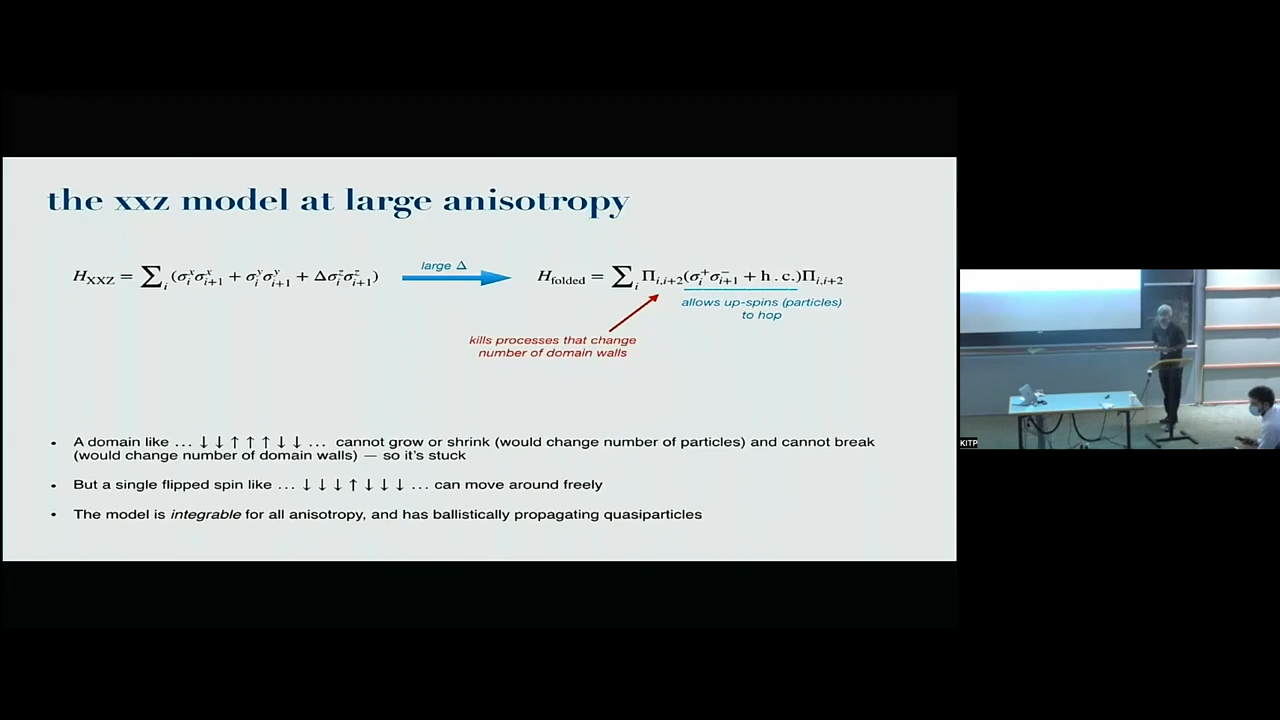 the xxz model at large anisotropy
H_XXZ = ∑_i (σ_i^x σ_{i+1}^x + σ_i^y σ_{i+1}^y + Δσ_i^z σ_{i+1}^z)
large Δ
H_folded = ∑_i Π_{i,i+2}(σ_i^+ σ_{i+1}^- + h . c.)Π_{i,i+2}
allows up-spins (particles)
to hop
kills processes that change
number of domain walls
• A domain like … ↓ ↓ ↑ ↑ ↑ ↓ ↓ … cannot grow or shrink (would change number of particles) and cannot break
(would change number of domain walls) — so it's stuck
• But a single flipped spin like … ↓ ↓ ↓ ↑ ↓ ↓ ↓ … can move around freely
• The model is integrable for all anisotropy, and has ballistically propagating quasiparticles
KITP